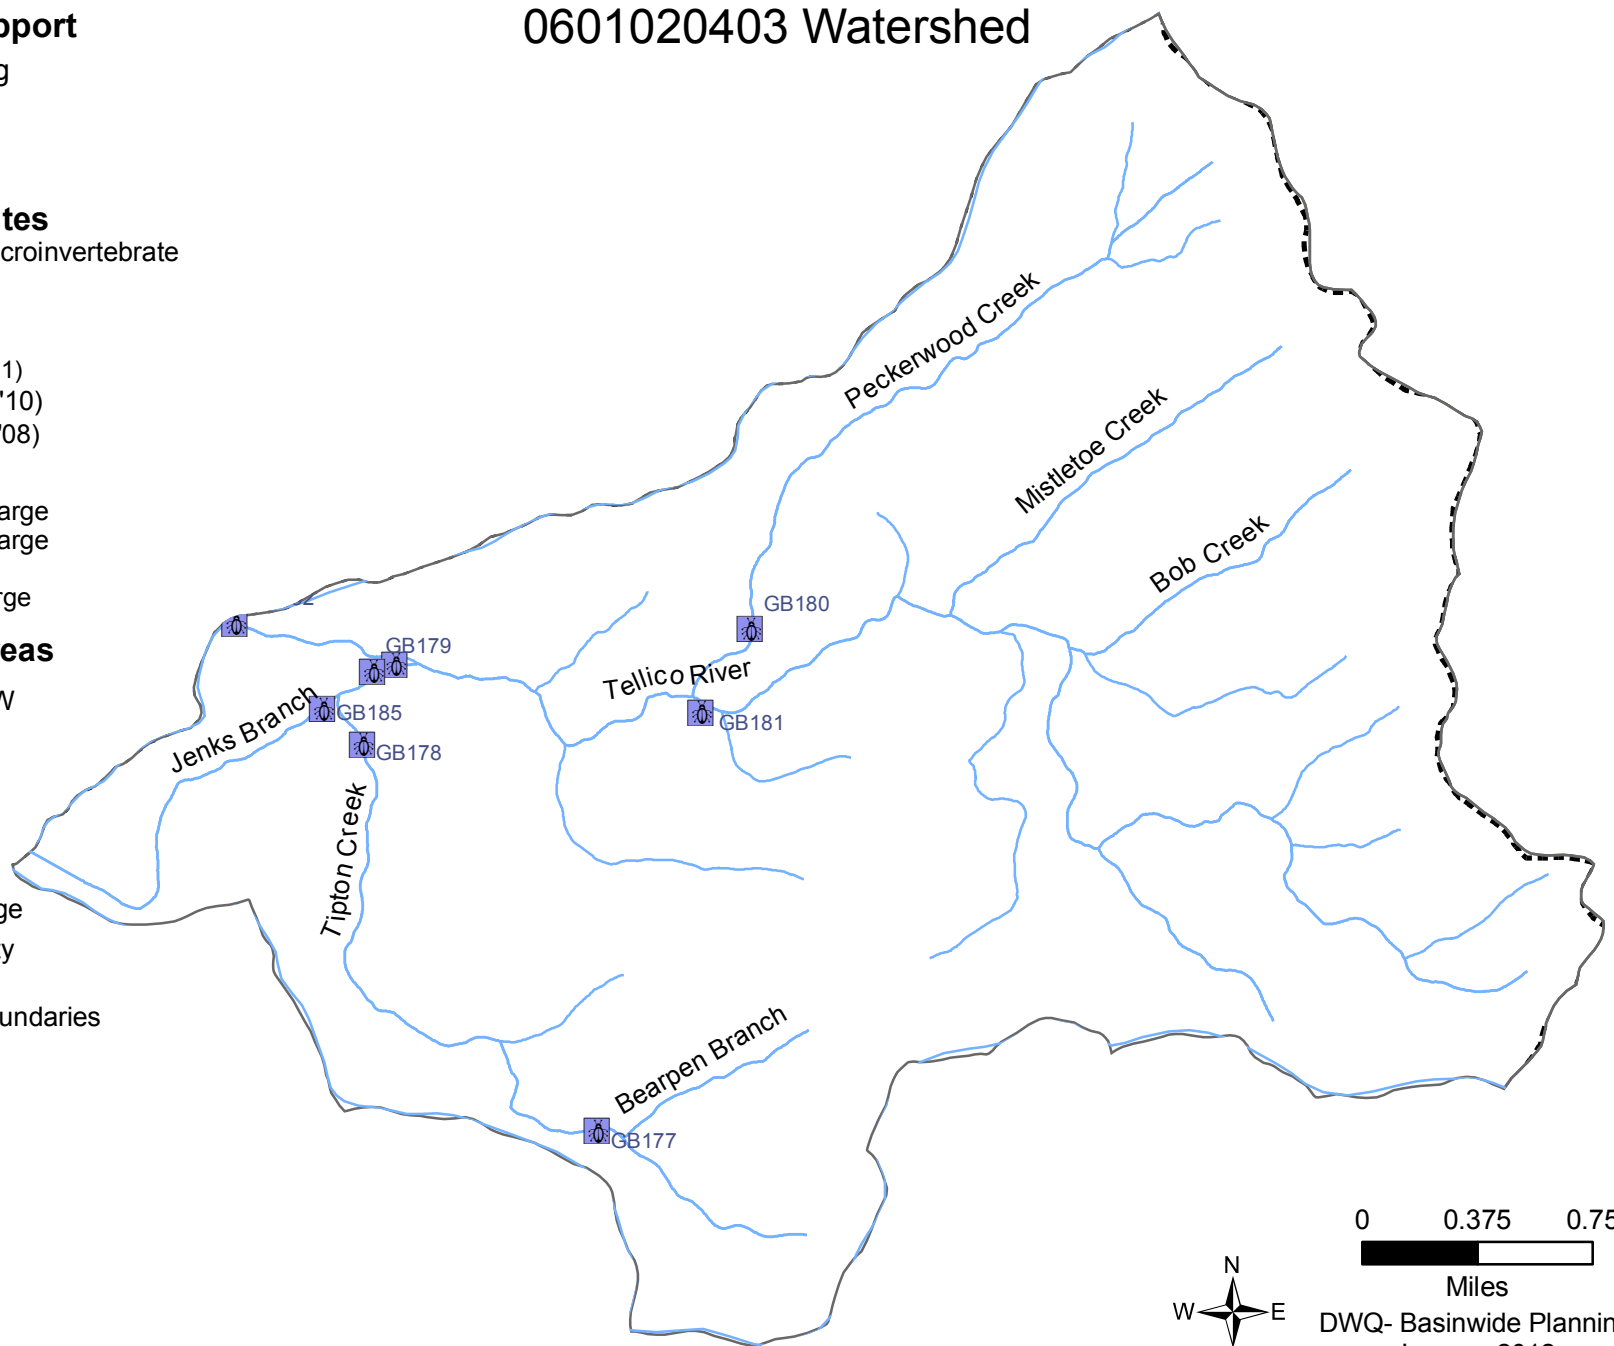 0601020403 Watershed
pport
g
tes
croinvertebrate
1)
'10)
'08)
arge
arge
rge
eas
W
ge
ty
undaries
Peckerwood Creek
Mistletoe Creek
Bob Creek
GB180
GB179
Tellico River
GB181
GB185
Jenks Branch
GB178
Tipton Creek
Bearpen Branch
GB177
0 0.375 0.75
Miles
N
W E
DWQ- Basinwide Plannin